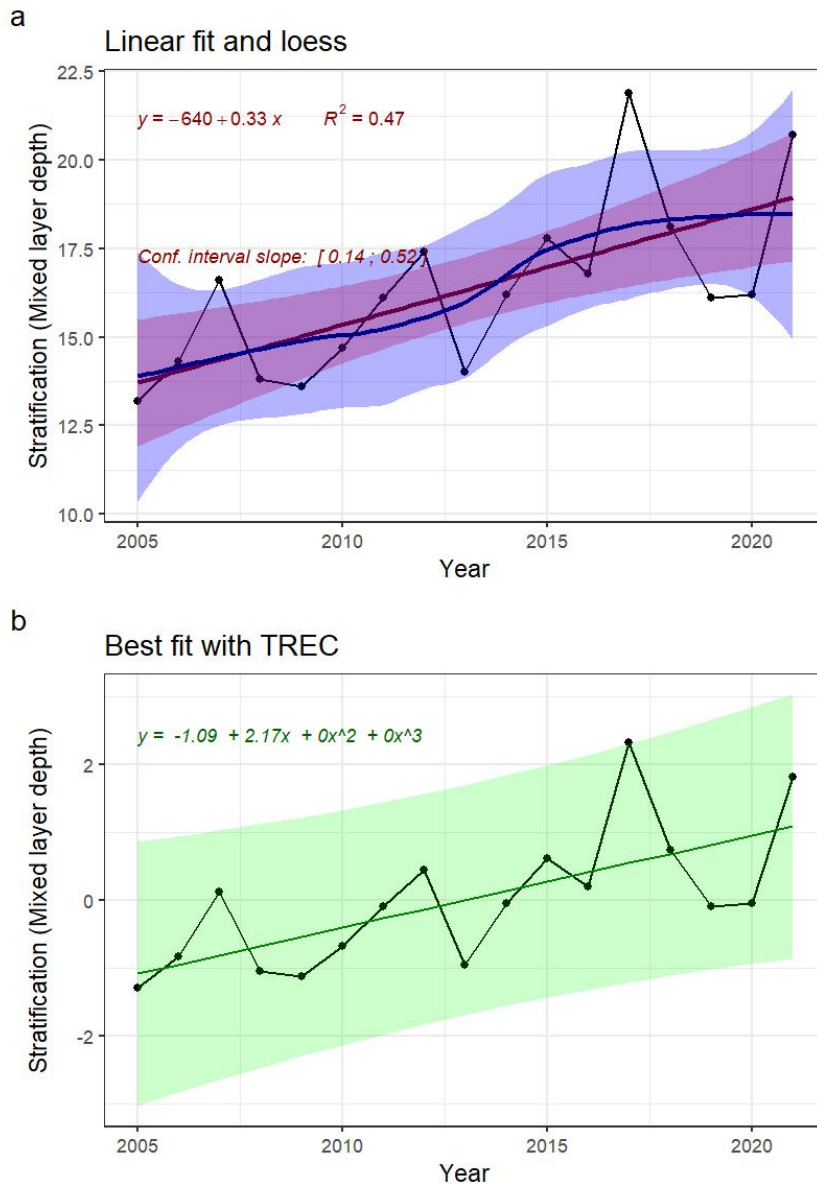 a
Linear fit and loess
22.5
y = −640 + 0.33 x R² = 0.47
20.0
17.5
Conf. interval slope: [ 0.14 ; 0.52 ]
15.0
12.5
10.0
Stratification (Mixed layer depth)
2005 2010 2015 2020
Year
b
Best fit with TREC
y = -1.09 + 2.17x + 0x^2 + 0x^3
2
0
-2
Stratification (Mixed layer depth)
2005 2010 2015 2020
Year